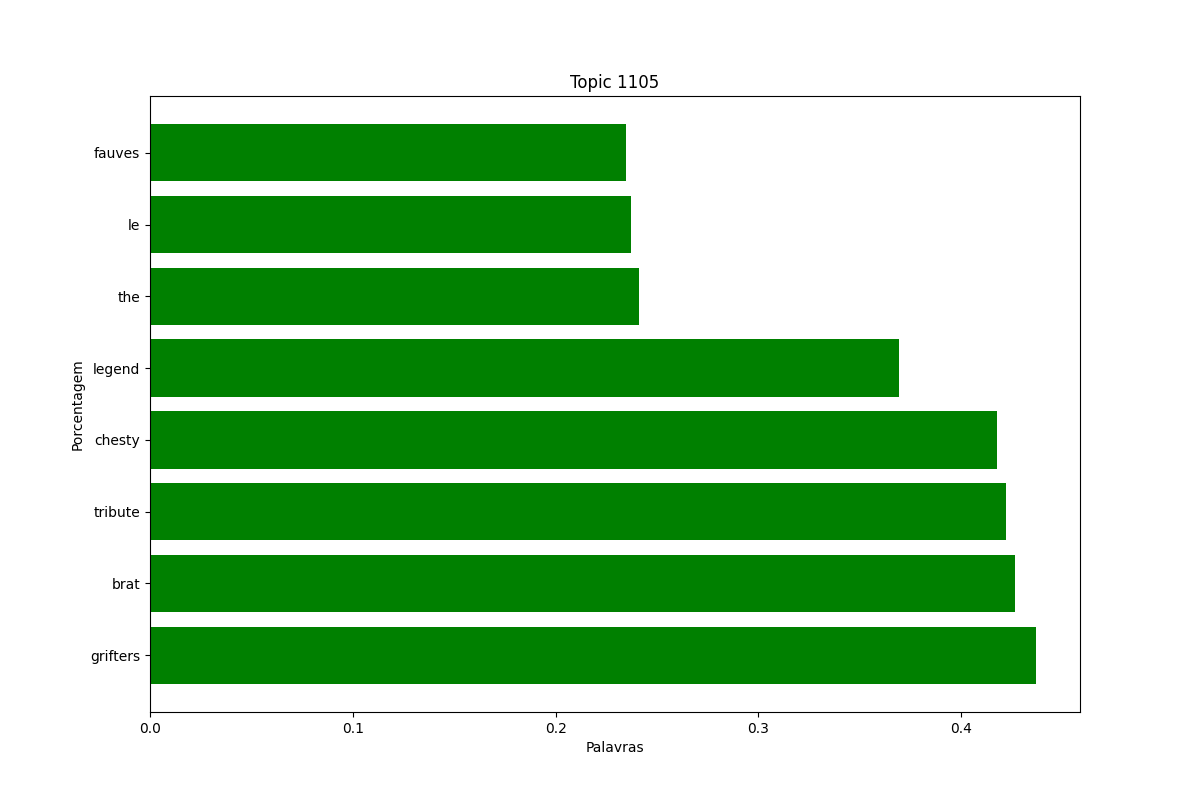 Topic 1105
fauves
le
the
legend
chesty
tribute
brat
grifters
Porcentagem
0.0 0.1 0.2 0.3 0.4
Palavras